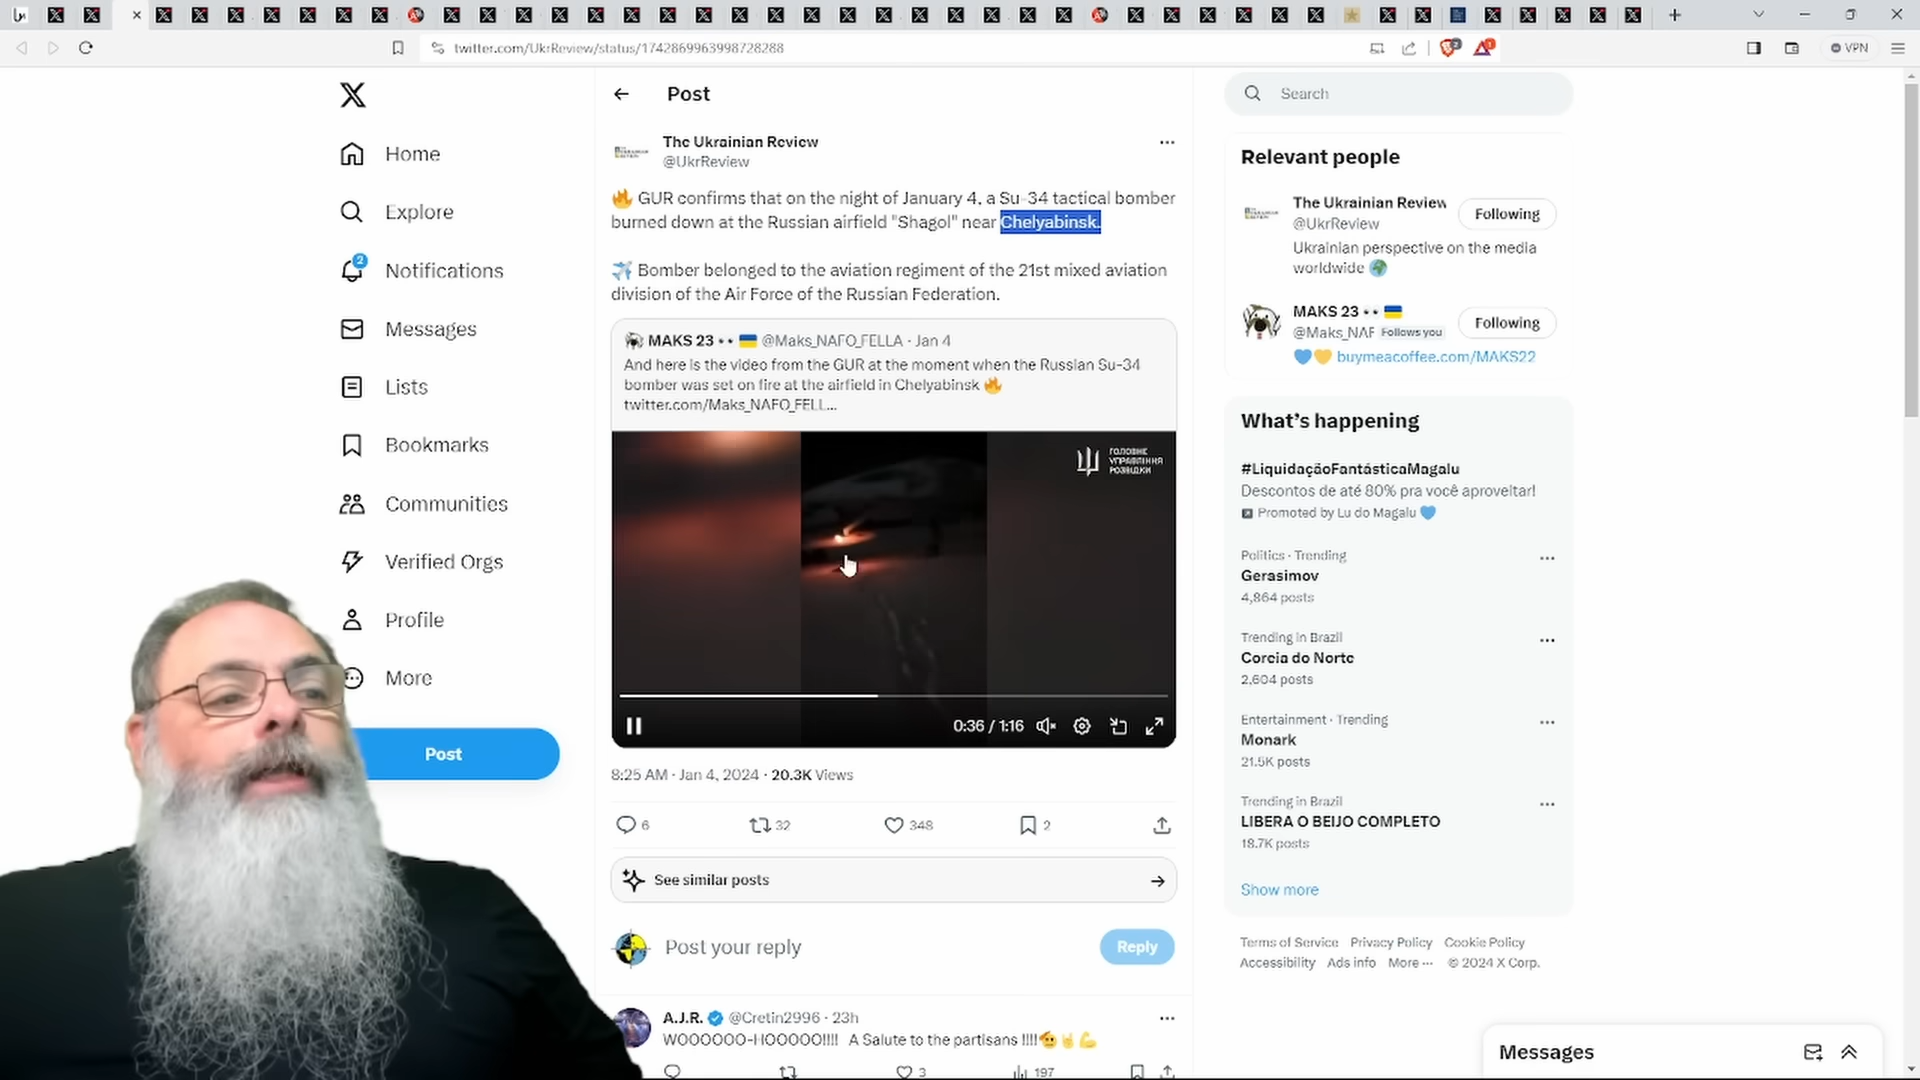 twitter.com/UkrReview/status/1742869963998728288
VPN
Home
Explore
2
Notifications
Messages
Lists
Bookmarks
Communities
Verified Orgs
Profile
More
Post
Post
The Ukrainian Review
@UkrReview
GUR confirms that on the night of January 4, a Su-34 tactical bomber
burned down at the Russian airfield "Shagol" near Chelyabinsk.
Bomber belonged to the aviation regiment of the 21st mixed aviation
division of the Air Force of the Russian Federation.
MAKS 23 @Maks_NAFO_FELLA · Jan 4
And here is the video from the GUR at the moment when the Russian Su-34
bomber was set on fire at the airfield in Chelyabinsk
twitter.com/Maks_NAFO_FELL...
ГОЛОВНЕ
УПРАВЛІННЯ
РОЗВІДКИ
0:36 / 1:16
8:25 AM · Jan 4, 2024 · 20.3K Views
6
32
348
2
See similar posts
Post your reply
Reply
A.J.R. @Cretin2996 · 23h
WOOOOOO-HOOOOO!!!! A Salute to the partisans !!!!
3
197
Search
Relevant people
The Ukrainian Review
@UkrReview
Following
Ukrainian perspective on the media
worldwide
MAKS 23
@Maks_NAF Follows you
Following
buymeacoffee.com/MAKS22
What's happening
#LiquidaçãoFantásticaMagalu
Descontos de até 80% pra você aproveitar!
Promoted by Lu do Magalu
Politics · Trending
Gerasimov
4,864 posts
Trending in Brazil
Coreia do Norte
2,604 posts
Entertainment · Trending
Monark
21.5K posts
Trending in Brazil
LIBERA O BEIJO COMPLETO
18.7K posts
Show more
Terms of Service Privacy Policy Cookie Policy
Accessibility Ads info More ··· © 2024 X Corp.
Messages